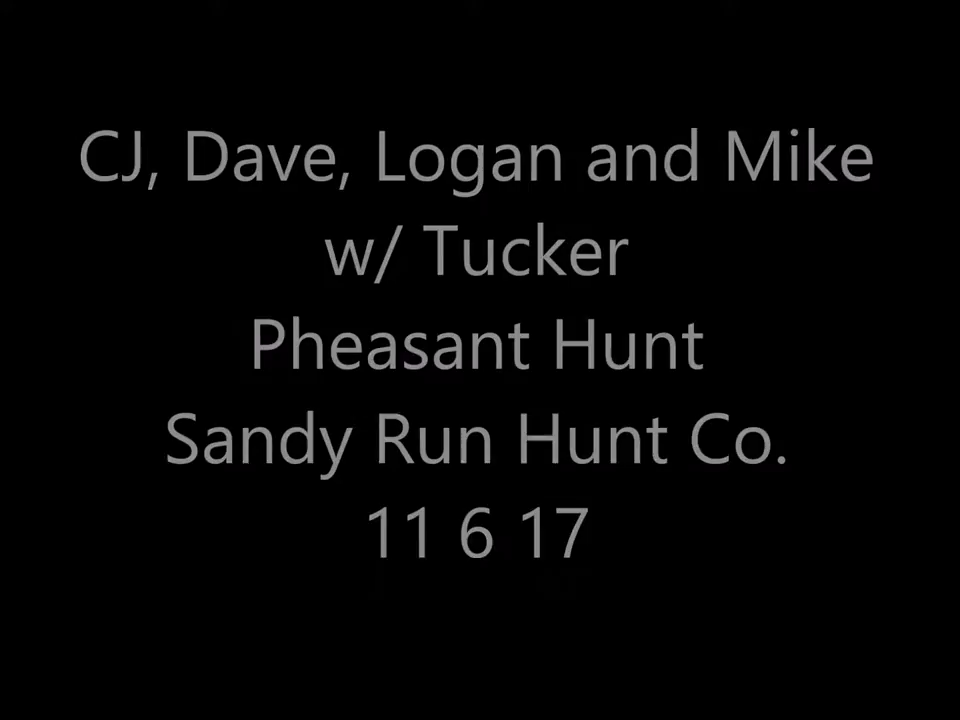 CJ, Dave, Logan and Mike
w/ Tucker
Pheasant Hunt
Sandy Run Hunt Co.
11 6 17